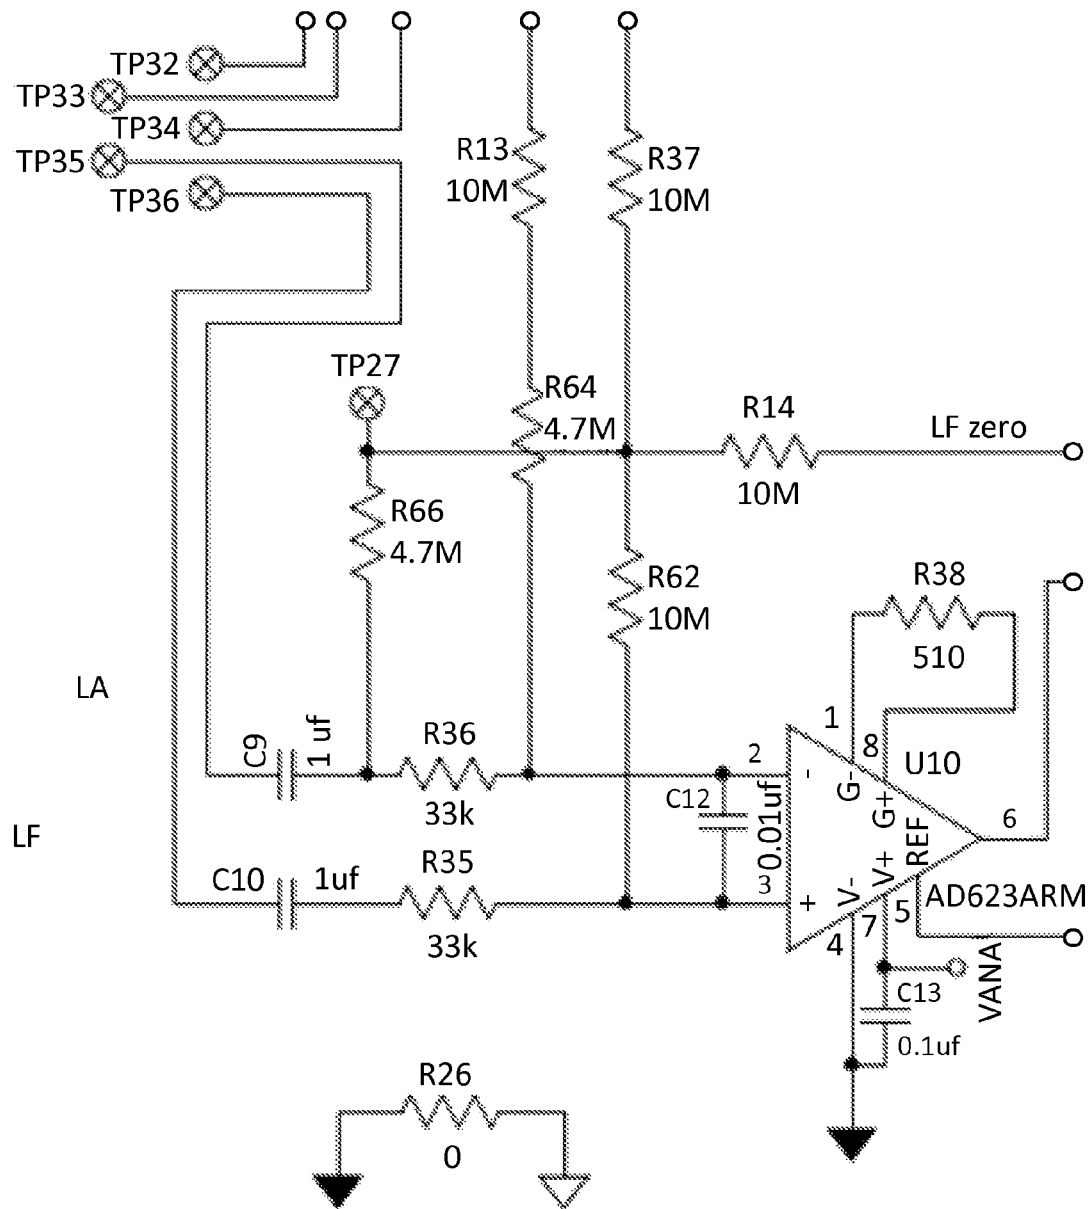 TP32
TP33
TP34
TP35
TP36
R13
10M
R37
10M
TP27
R64
4.7M
R14
10M
LF zero
R66
4.7M
R62
10M
R38
510
LA
LF
C9
1 uf
R36
33k
C10
1uf
R35
33k
C12
0.01uf
2
3
1
8
U10
-
+
G-
G+
REF
V-
V+
6
4
7
5
AD623ARM
VANA
C13
0.1uf
R26
0